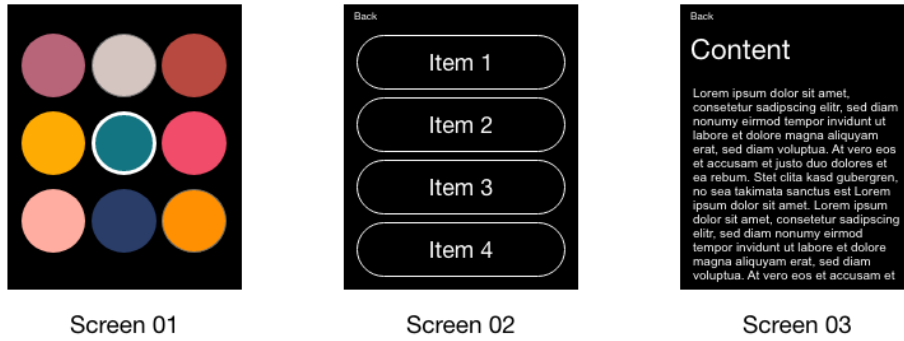 Back
Item 1
Item 2
Item 3
Item 4
Back
Content
Lorem ipsum dolor sit amet,
consetetur sadipscing elitr, sed diam
nonumy eirmod tempor invidunt ut
labore et dolore magna aliquyam
erat, sed diam voluptua. At vero eos
et accusam et justo duo dolores et
ea rebum. Stet clita kasd gubergren,
no sea takimata sanctus est Lorem
ipsum dolor sit amet. Lorem ipsum
dolor sit amet, consetetur sadipscing
elitr, sed diam nonumy eirmod
tempor invidunt ut labore et dolore
magna aliquyam erat, sed diam
voluptua. At vero eos et accusam et
Screen 01
Screen 02
Screen 03